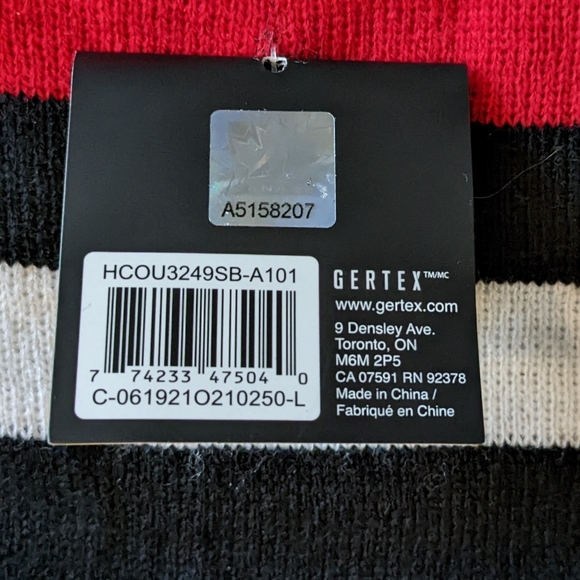 A5158207
HCOU3249SB-A101
7 74233 47504 0
C-061921O210250-L
GERTEX™/MC
www.gertex.com
9 Densley Ave.
Toronto, ON
M6M 2P5
CA 07591 RN 92378
Made in China /
Fabriqué en Chine